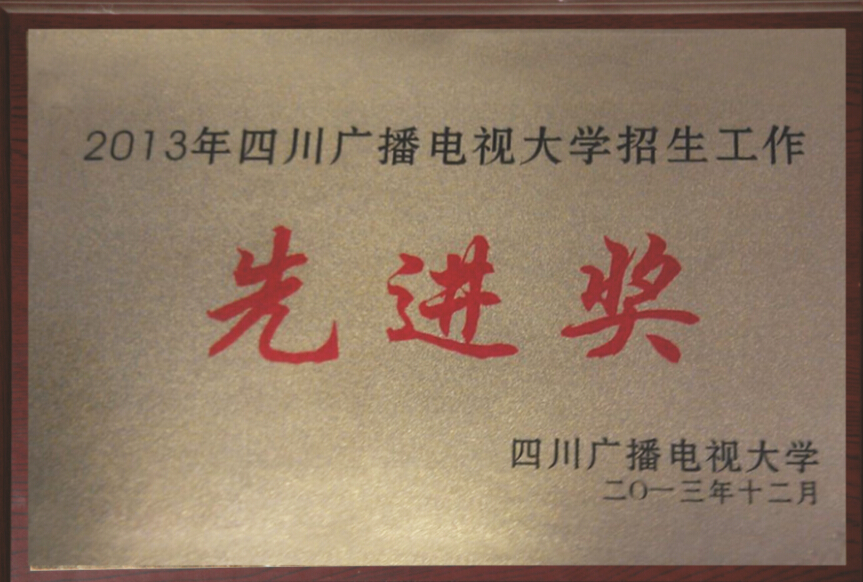 2013年四川广播电视大学招生工作
先进奖
四川广播电视大学
二〇一三年十二月